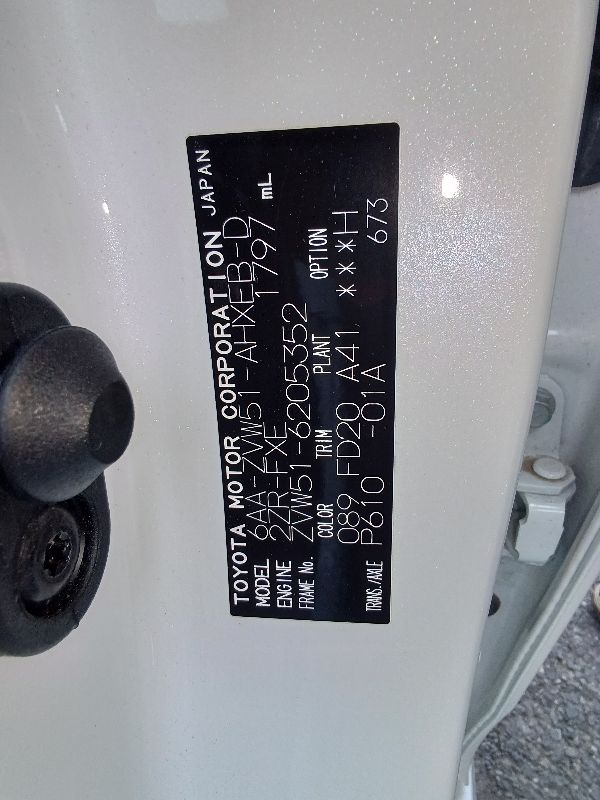 TOYOTA MOTOR CORPORATION JAPAN
MODEL 6AA-ZVW51-AHXEB-D
ENGINE 2ZR-FXE 1797 mL
FRAME No. ZVW51-6205352
COLOR TRIM PLANT OPTION
089 FD20 A41 ***H
TRANS./AXLE P610 -01A 673